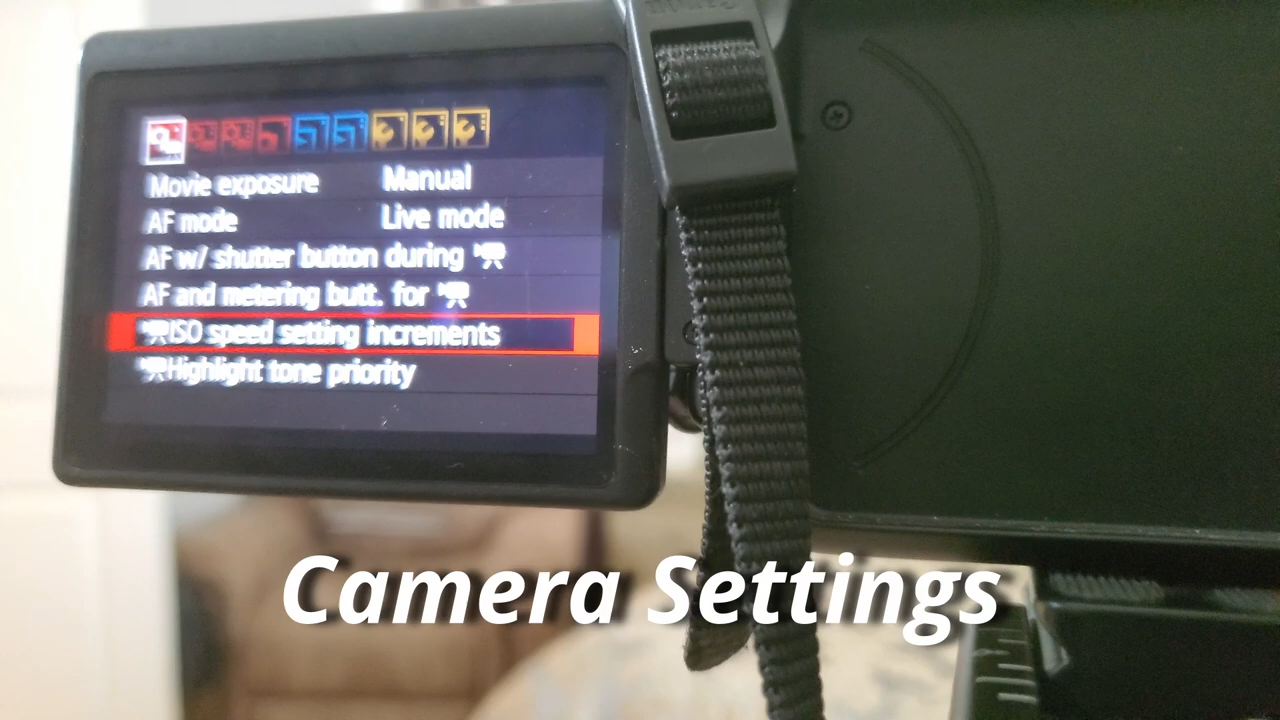 Movie exposure Manual
AF mode Live mode
AF w/ shutter button during
AF and metering butt. for
ISO speed setting increments
Highlight tone priority
Camera Settings